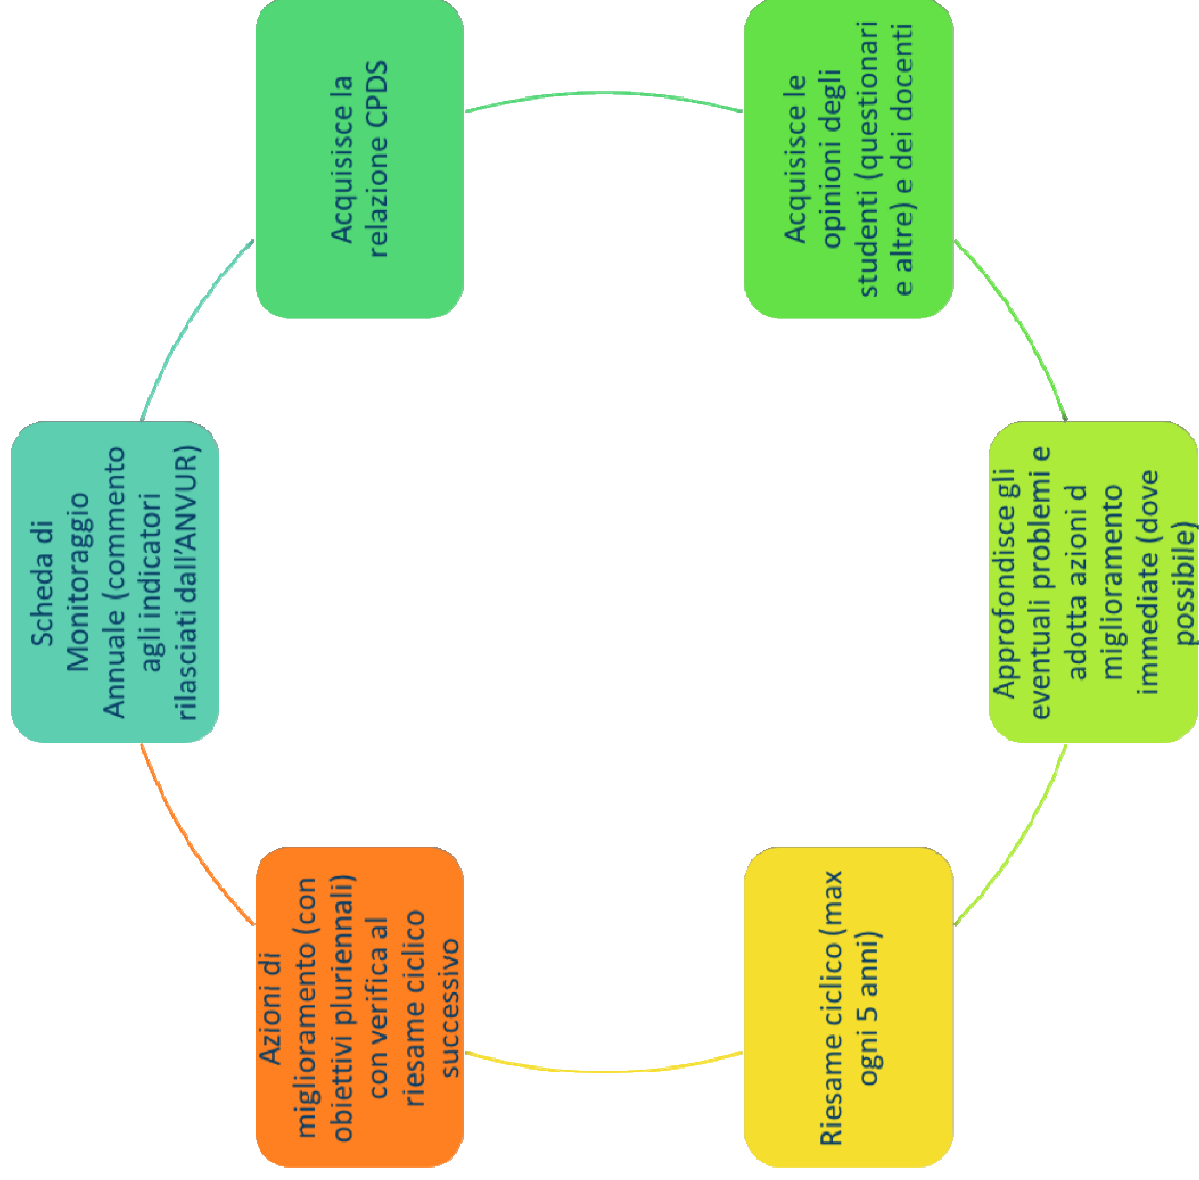 Scheda di
Monitoraggio
Annuale (commento
agli indicatori
rilasciati dall'ANVUR)
Acquisisce la
relazione CPDS
Acquisisce le
opinioni degli
studenti (questionari
e altre) e dei docenti
Approfondisce gli
eventuali problemi e
adotta azioni d
miglioramento
immediate (dove
possibile)
Riesame ciclico (max
ogni 5 anni)
Azioni di
miglioramento (con
obiettivi pluriennali)
con verifica al
riesame ciclico
successivo